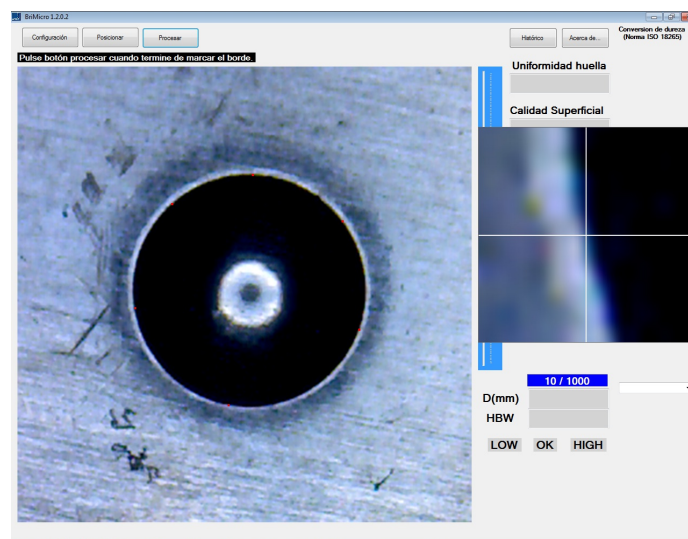 BriMicro 1.2.0.2
Configuración Posicionar Procesar Histórico Acerca de...
Conversion de dureza
(Norma ISO 18265)
Pulse botón procesar cuando termine de marcar el borde.
Uniformidad huella
Calidad Superficial
10 / 1000
D(mm)
HBW
LOW OK HIGH